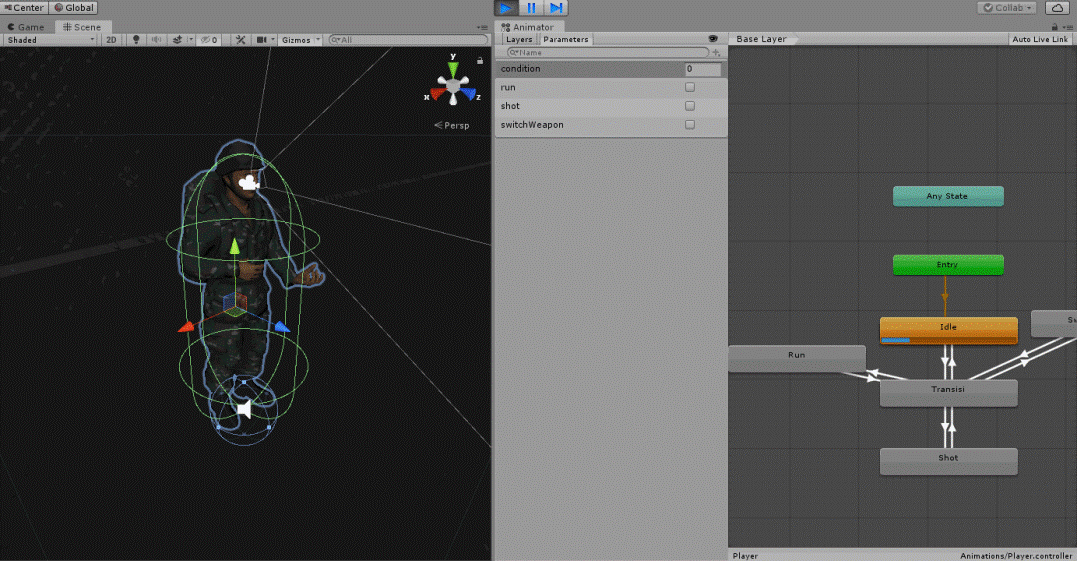 Center Global
Collab
Game Scene
Animator
Shaded 2D 0 Gizmos All
Layers Parameters
Base Layer Auto Live Link
Name
condition 0
run
shot
switchWeapon
y
x z
Persp
Any State
Entry
Idle
Run
Transisi
Shot
Player Animations/Player.controller